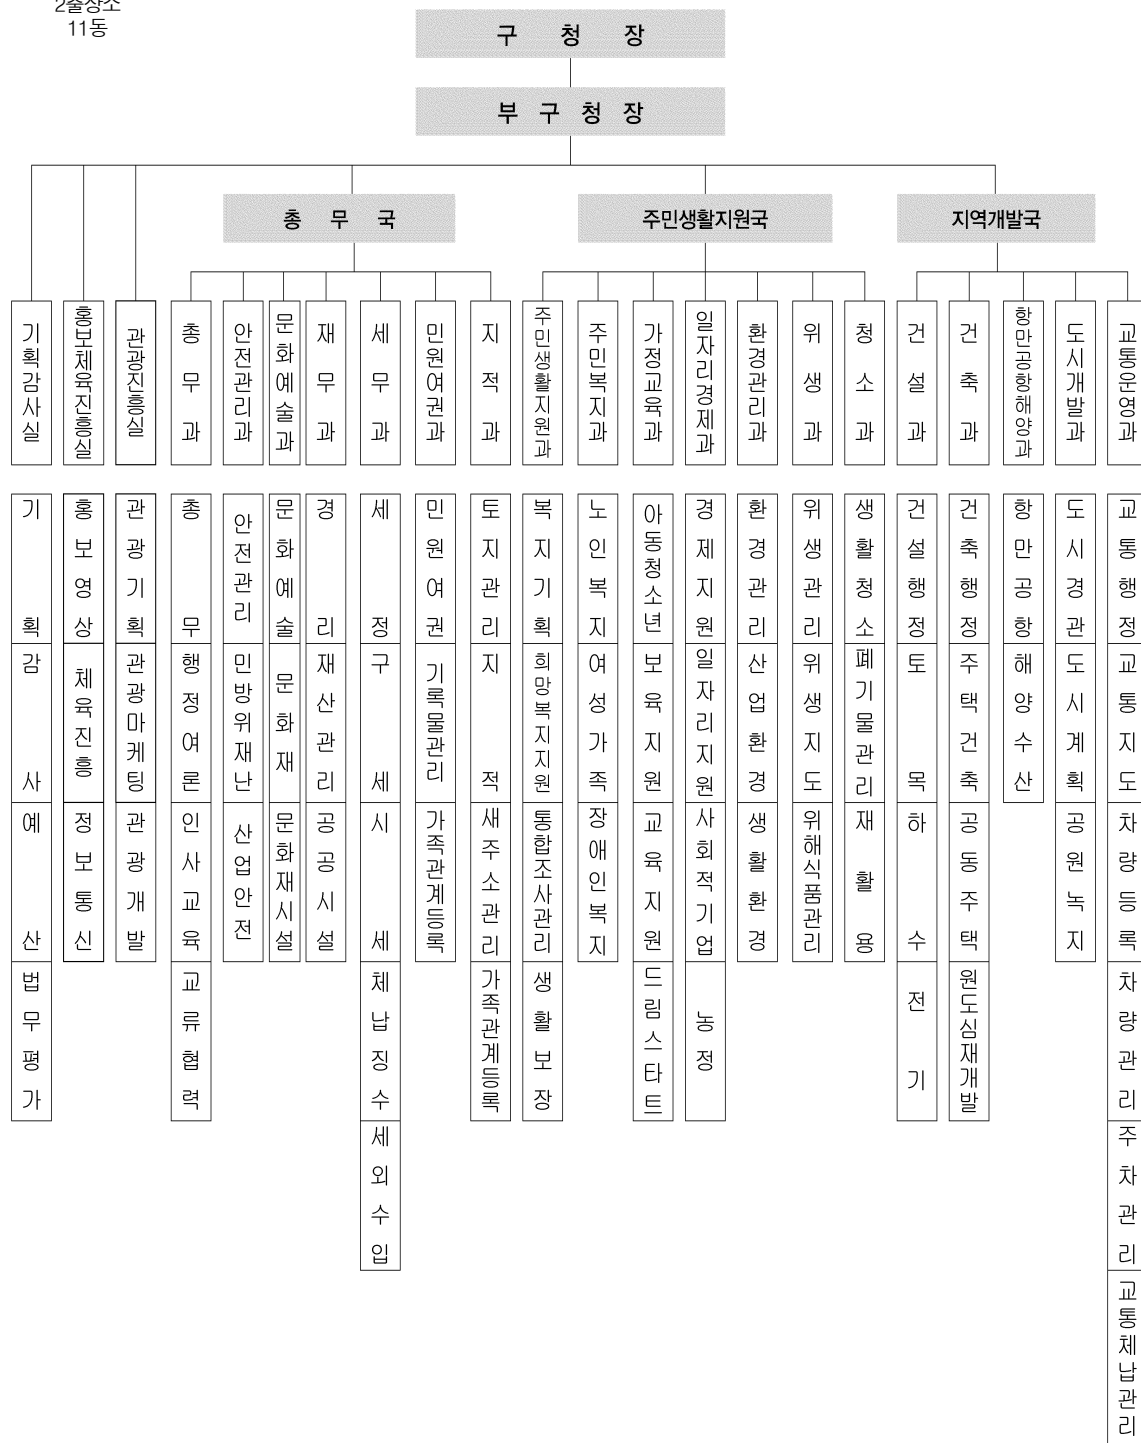 2출장소
11동
구 청 장
부 구 청 장
총 무 국
주민생활지원국
지역개발국
기획감사실
홍보체육진흥실
관광진흥실
총무과
안전관리과
문화예술과
재무과
세무과
민원여권과
지적과
주민생활지원과
주민복지과
가정교육과
일자리경제과
환경관리과
위생과
청소과
건설과
건축과
항만공항해양과
도시개발과
교통운영과
기획
홍보영상
관광기획
총무
안전관리
문화예술
경리
세정
민원여권
토지관리
복지기획
노인복지
아동청소년
경제지원
환경관리
위생관리
생활청소
건설행정
건축행정
항만공항
도시경관
교통행정
감사
체육진흥
관광마케팅
행정여론
민방위재난
문화재
재산관리
구세
기록물관리
지적
희망복지지원
여성가족
보육지원
일자리지원
산업환경
위생지도
폐기물관리
토목
주택건축
해양수산
도시계획
교통지도
예산
정보통신
관광개발
인사교육
산업안전
문화재시설
공공시설
시세
가족관계등록
새주소관리
통합조사관리
장애인복지
교육지원
사회적기업
생활환경
위해식품관리
재활용
하수
공동주택
공원녹지
차량등록
법무평가
교류협력
체납징수
가족관계등록
생활보장
드림스타트
농정
전기
원도심재개발
차량관리
세외수입
주차관리
교통체납관리